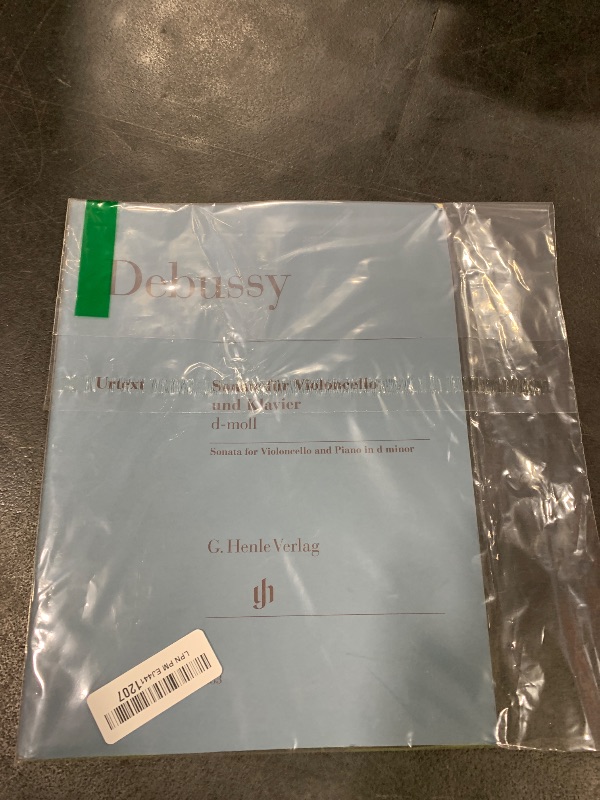 Debussy
Urtext
Sonate für Violoncello
und Klavier
d-moll
Sonata for Violoncello and Piano in d minor
G. Henle Verlag
LPN PM EJ4411207